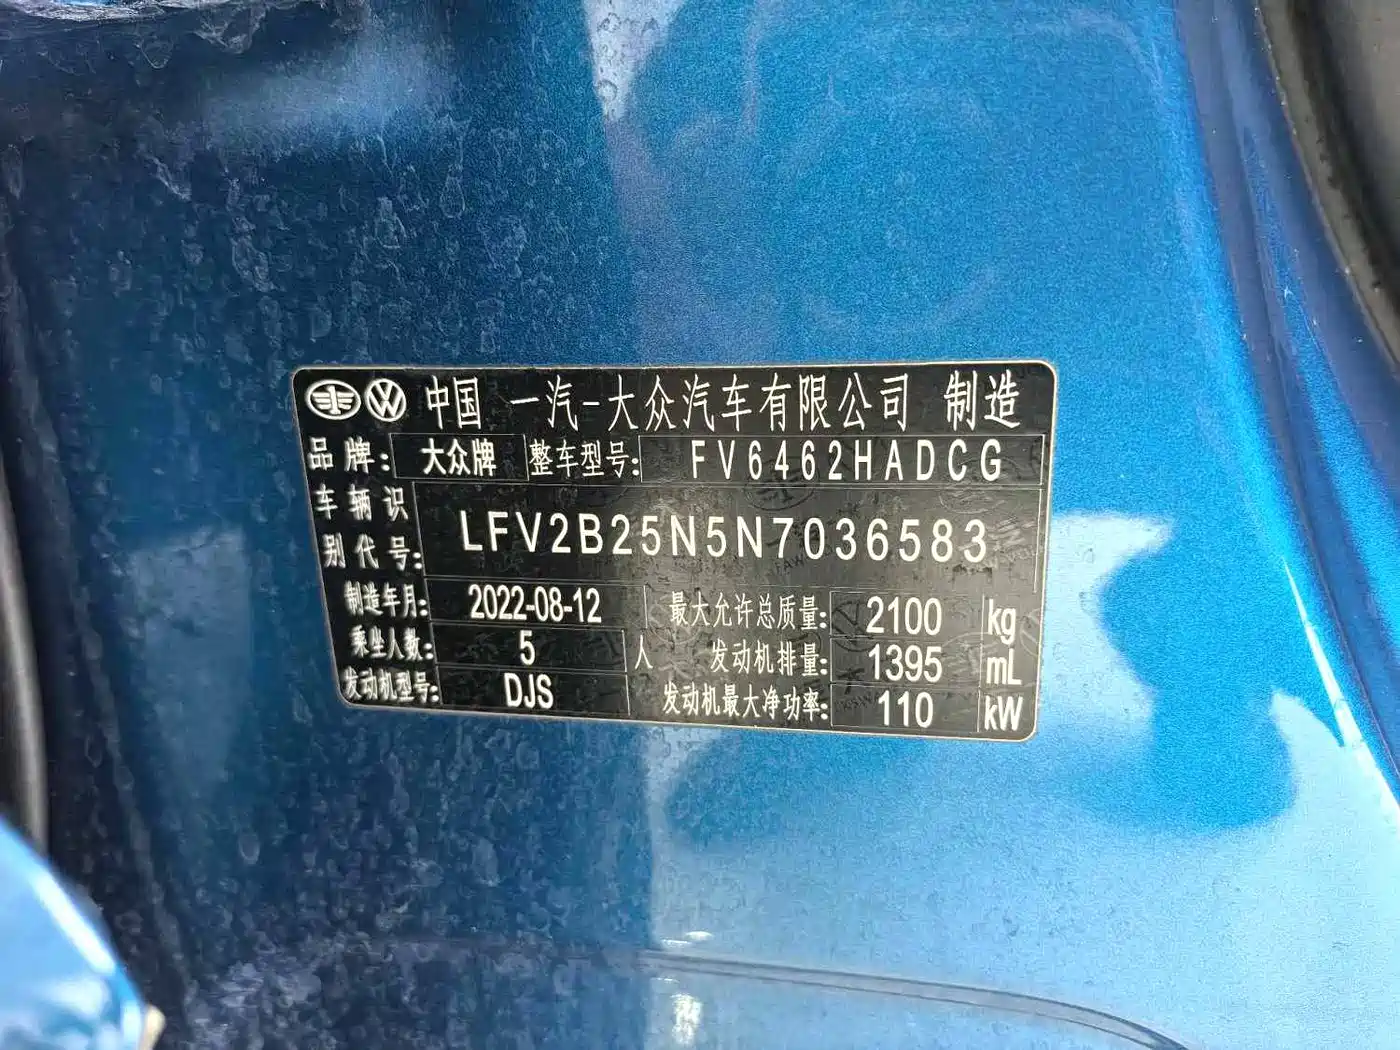 中国 一汽-大众汽车有限公司 制造
品牌: 大众牌 整车型号: FV6462HADCG
车辆识别代号: LFV2B25N5N7036583
制造年月: 2022-08-12 最大允许总质量: 2100 kg
乘坐人数: 5 人 发动机排量: 1395 mL
发动机型号: DJS 发动机最大净功率: 110 kW